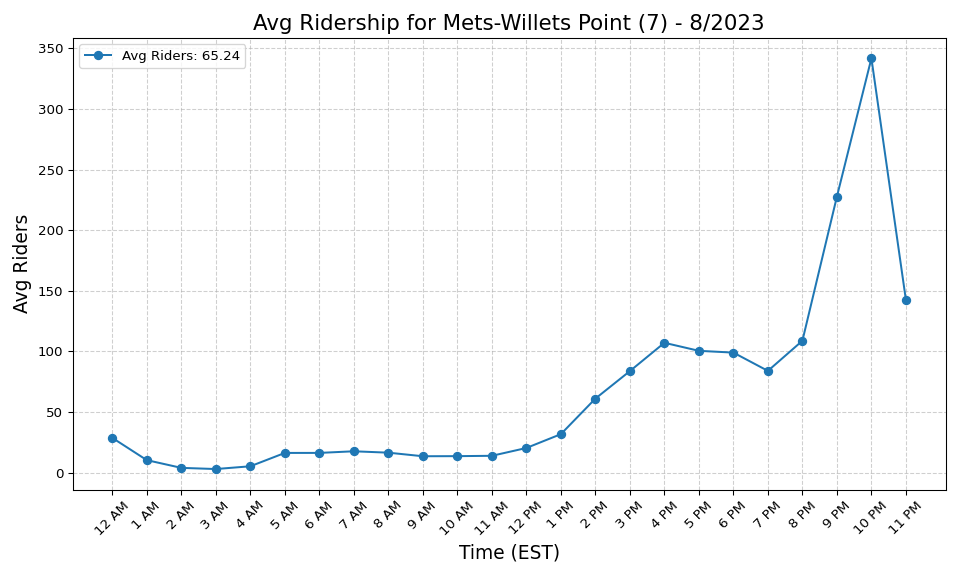 Avg Ridership for Mets-Willets Point (7) - 8/2023
Avg Riders: 65.24
350
300
250
200
150
100
50
0
Avg Riders
12 AM
1 AM
2 AM
3 AM
4 AM
5 AM
6 AM
7 AM
8 AM
9 AM
10 AM
11 AM
12 PM
1 PM
2 PM
3 PM
4 PM
5 PM
6 PM
7 PM
8 PM
9 PM
10 PM
11 PM
Time (EST)